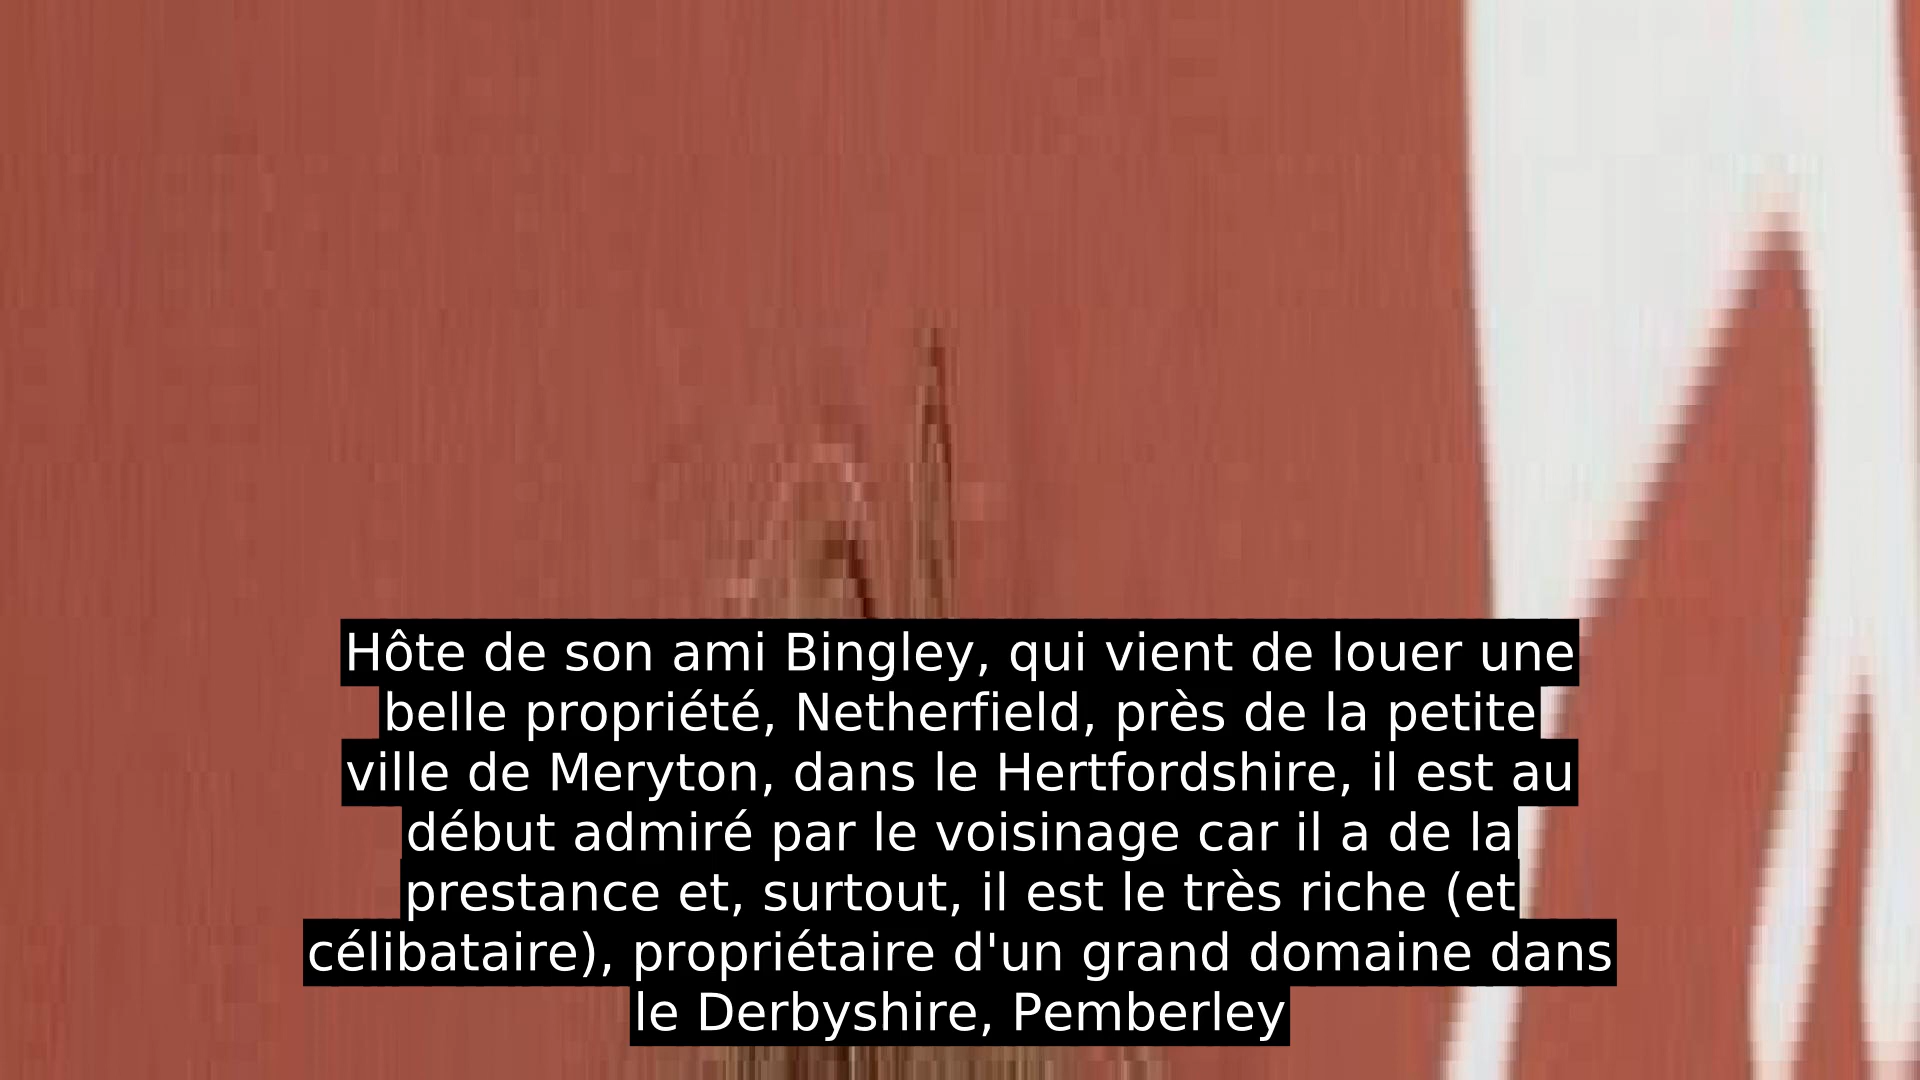 Hôte de son ami Bingley, qui vient de louer une
belle propriété, Netherfield, près de la petite
ville de Meryton, dans le Hertfordshire, il est au
début admiré par le voisinage car il a de la
prestance et, surtout, il est le très riche (et
célibataire), propriétaire d'un grand domaine dans
le Derbyshire, Pemberley